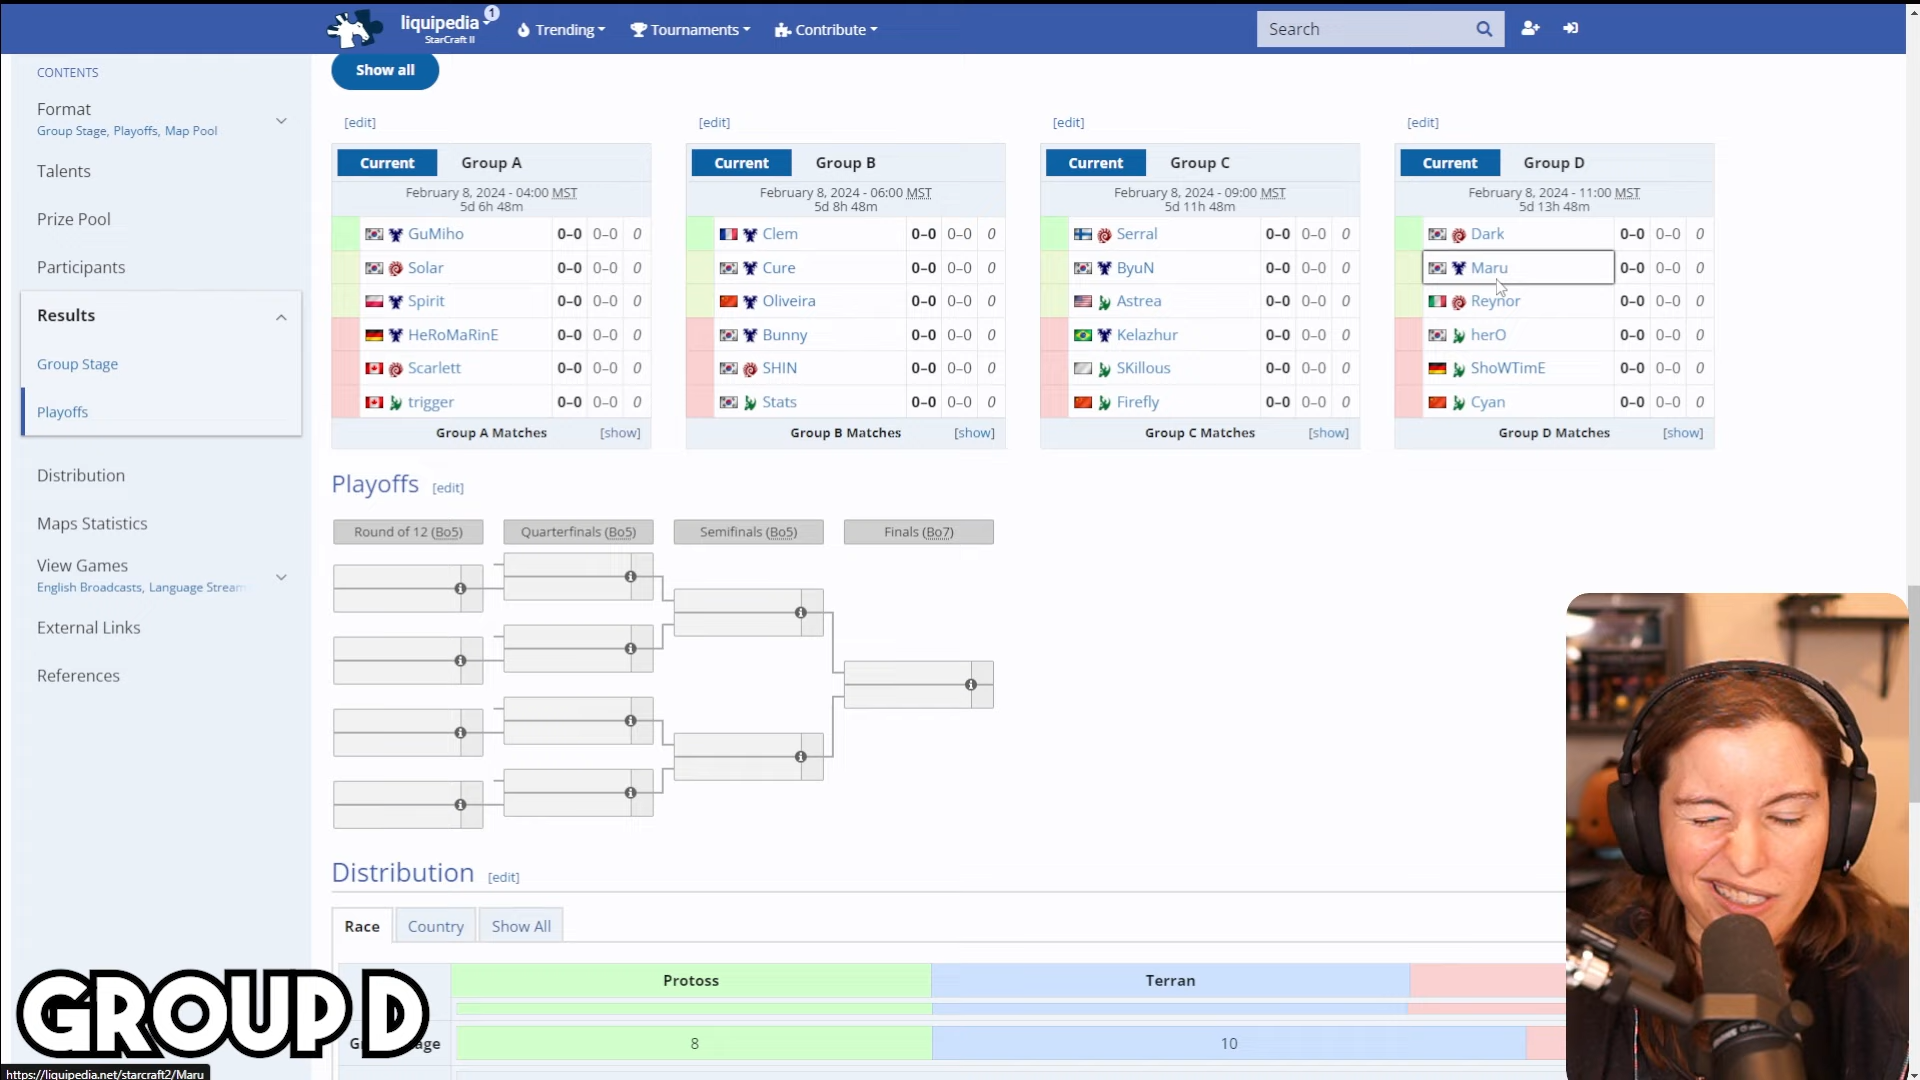 liquipedia
StarCraft II
1
Trending
Tournaments
Contribute
Search
CONTENTS
Format
Group Stage, Playoffs, Map Pool
Talents
Prize Pool
Participants
Results
Group Stage
Playoffs
Distribution
Maps Statistics
View Games
English Broadcasts, Language Stream
External Links
References
Show all
[edit]
Current Group A
February 8, 2024 - 04:00 MST
5d 6h 48m
GuMiho 0-0 0-0 0
Solar 0-0 0-0 0
Spirit 0-0 0-0 0
HeRoMaRinE 0-0 0-0 0
Scarlett 0-0 0-0 0
trigger 0-0 0-0 0
Group A Matches [show]
[edit]
Current Group B
February 8, 2024 - 06:00 MST
5d 8h 48m
Clem 0-0 0-0 0
Cure 0-0 0-0 0
Oliveira 0-0 0-0 0
Bunny 0-0 0-0 0
SHIN 0-0 0-0 0
Stats 0-0 0-0 0
Group B Matches [show]
[edit]
Current Group C
February 8, 2024 - 09:00 MST
5d 11h 48m
Serral 0-0 0-0 0
ByuN 0-0 0-0 0
Astrea 0-0 0-0 0
Kelazhur 0-0 0-0 0
SKillous 0-0 0-0 0
Firefly 0-0 0-0 0
Group C Matches [show]
[edit]
Current Group D
February 8, 2024 - 11:00 MST
5d 13h 48m
Dark 0-0 0-0 0
Maru 0-0 0-0 0
Reynor 0-0 0-0 0
herO 0-0 0-0 0
ShoWTimE 0-0 0-0 0
Cyan 0-0 0-0 0
Group D Matches [show]
Playoffs [edit]
Round of 12 (Bo5) Quarterfinals (Bo5) Semifinals (Bo5) Finals (Bo7)
Distribution [edit]
Race Country Show All
Protoss Terran
8 10
GROUP D
https://liquipedia.net/starcraft2/Maru